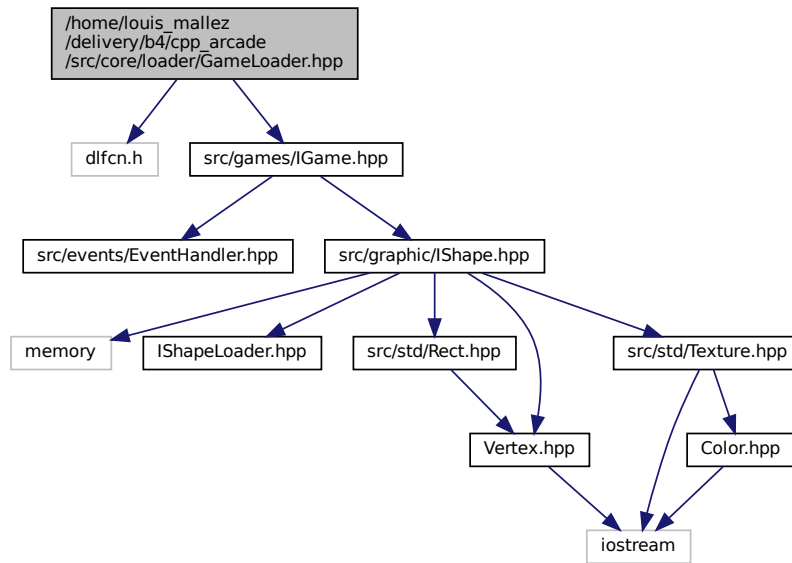 /home/louis_mallez
/delivery/b4/cpp_arcade
/src/core/loader/GameLoader.hpp
dlfcn.h
src/games/IGame.hpp
src/events/EventHandler.hpp
src/graphic/IShape.hpp
memory
IShapeLoader.hpp
src/std/Rect.hpp
src/std/Texture.hpp
Vertex.hpp
Color.hpp
iostream